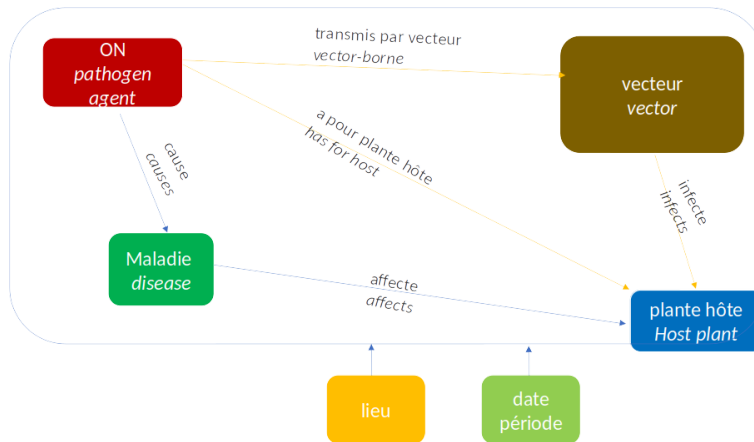 ON
pathogen
agent
transmis par vecteur
vector-borne
vecteur
vector
a pour plante hôte
has for host
cause
causes
infecte
infects
Maladie
disease
affecte
affects
plante hôte
Host plant
lieu
date
période